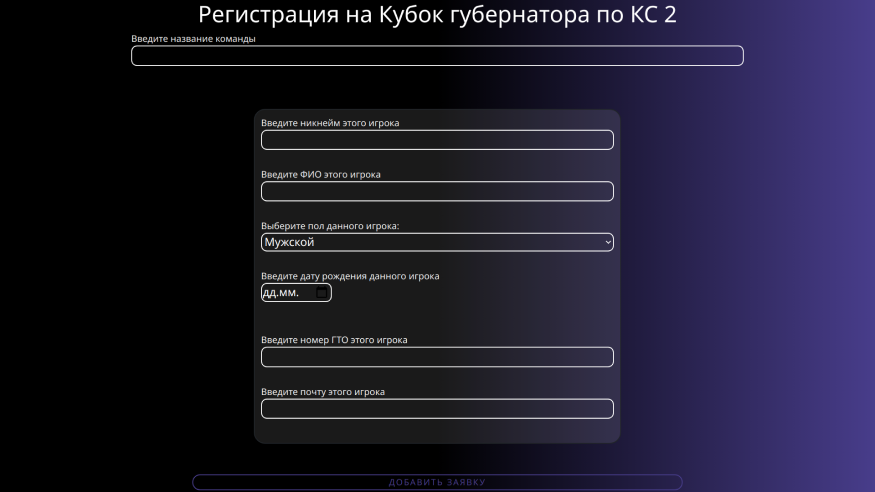 Регистрация на Кубок губернатора по КС 2
Введите название команды
Введите никнейм этого игрока
Введите ФИО этого игрока
Выберите пол данного игрока:
Мужской
Введите дату рождения данного игрока
дд.мм.
Введите номер ГТО этого игрока
Введите почту этого игрока
ДОБАВИТЬ ЗАЯВКУ